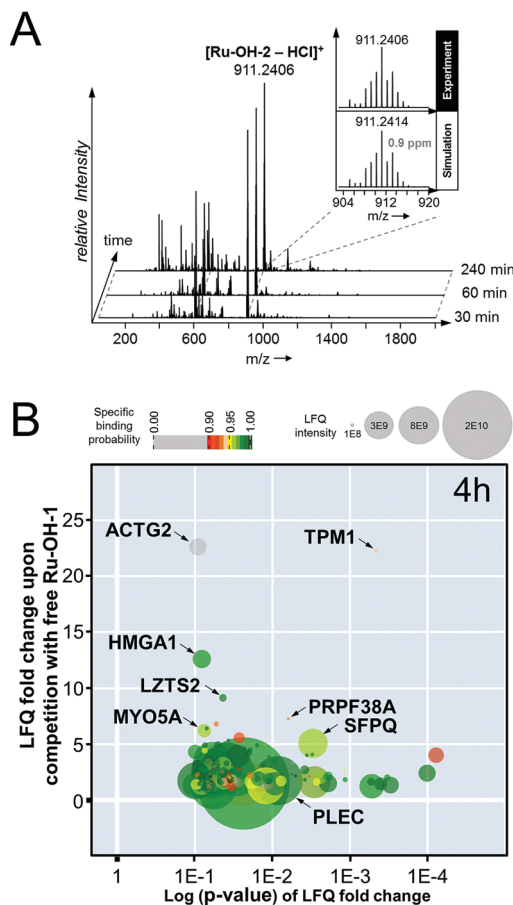 A
[Ru-OH-2 – HCl]+
911.2406
911.2406
Experiment
911.2414
0.9 ppm
Simulation
904 912 920
m/z →
relative Intensity
time
240 min
60 min
30 min
200 600 1000 1400 1800
m/z →
B
Specific binding probability
0.00
0.90
0.95
1.00
LFQ intensity
1E8
3E9
8E9
2E10
4h
LFQ fold change upon
competition with free Ru-OH-1
25
20
15
10
5
0
ACTG2
TPM1
HMGA1
LZTS2
MYO5A
PRPF38A
SFPQ
PLEC
1 1E-1 1E-2 1E-3 1E-4
Log (p-value) of LFQ fold change